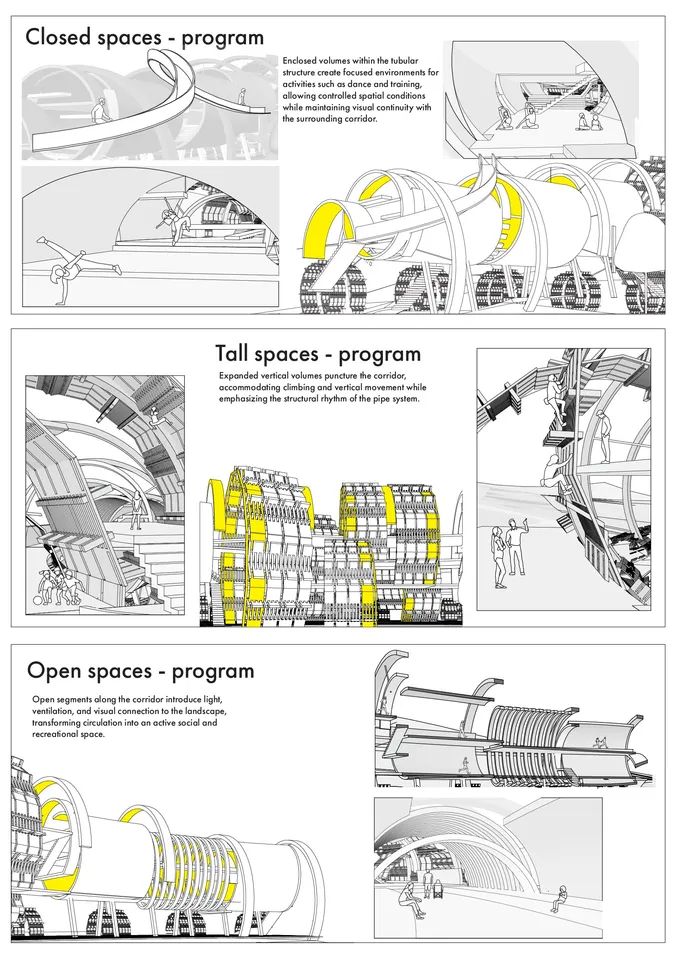 Closed spaces - program
Enclosed volumes within the tubular
structure create focused environments for
activities such as dance and training,
allowing controlled spatial conditions
while maintaining visual continuity with
the surrounding corridor.
Tall spaces - program
Expanded vertical volumes puncture the corridor,
accommodating climbing and vertical movement while
emphasizing the structural rhythm of the pipe system.
Open spaces - program
Open segments along the corridor introduce light,
ventilation, and visual connection to the landscape,
transforming circulation into an active social and
recreational space.